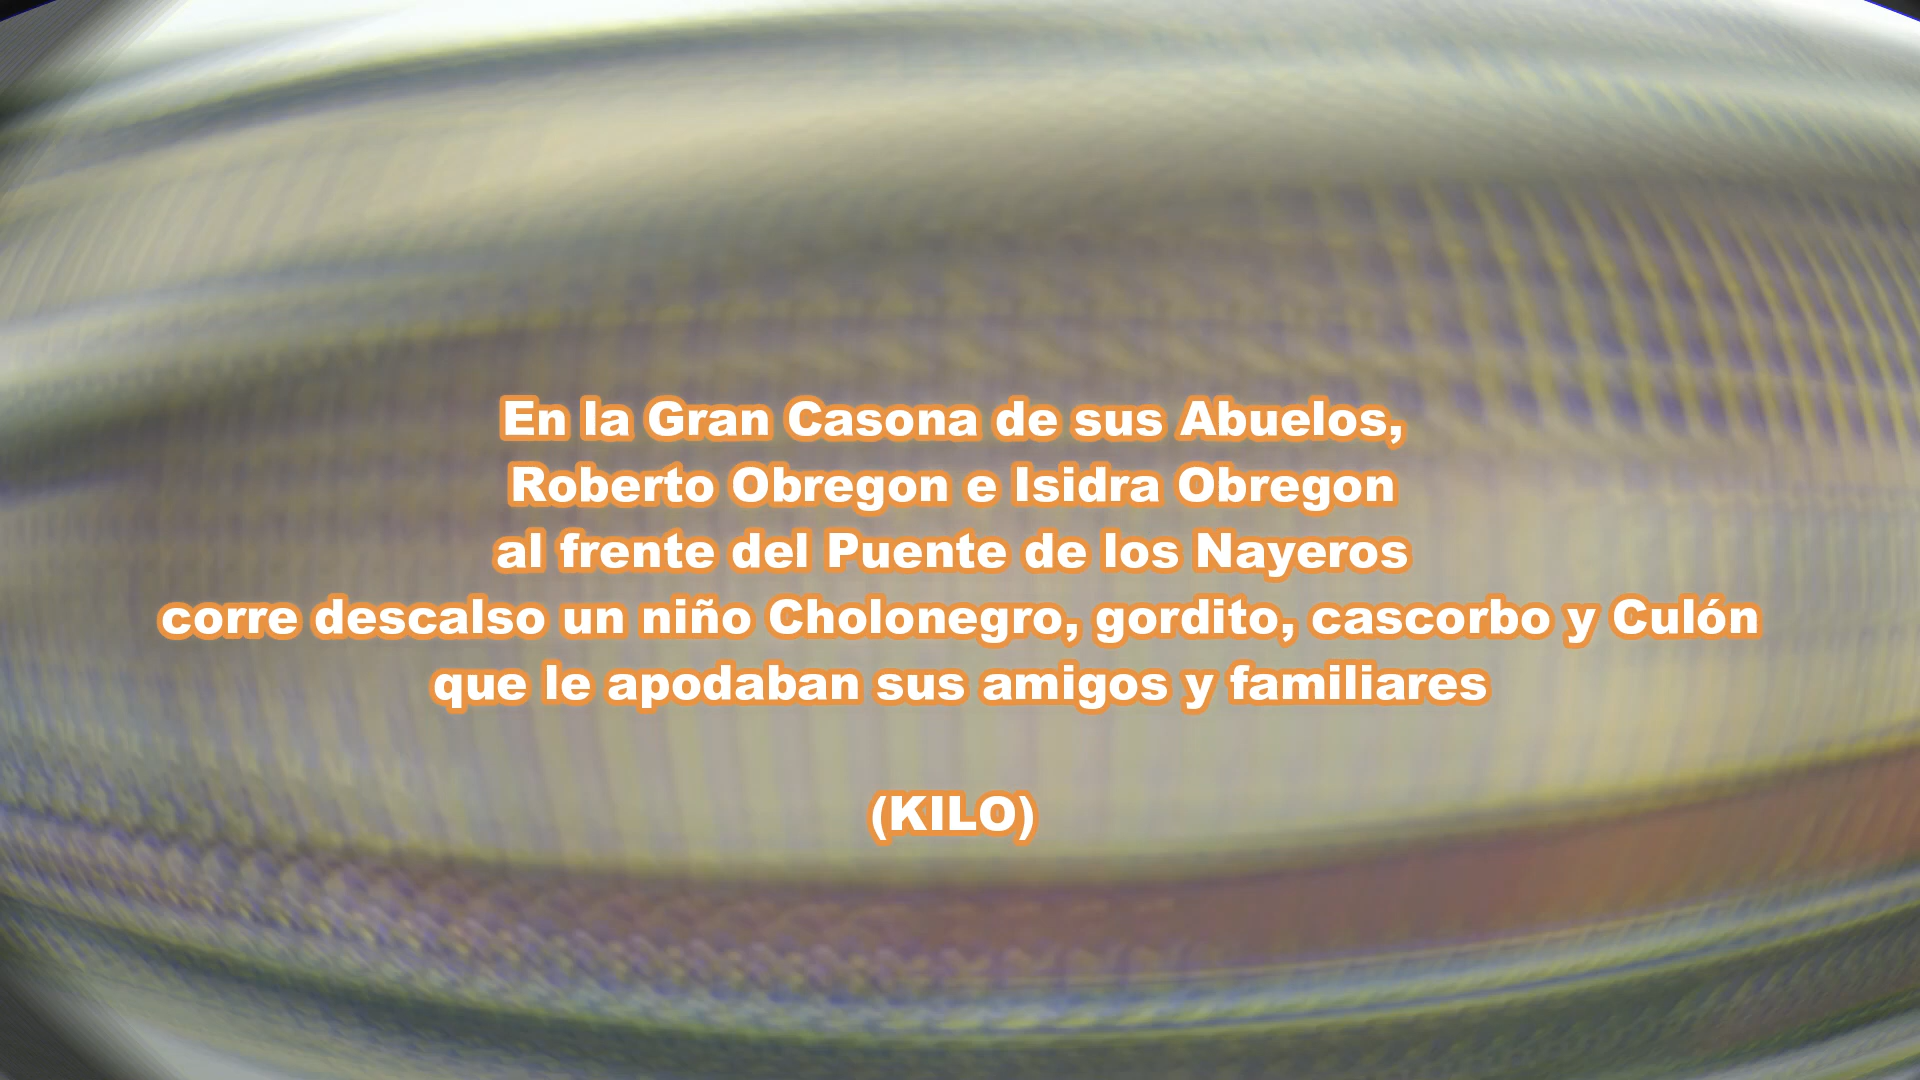 En la Gran Casona de sus Abuelos,
Roberto Obregon e Isidra Obregon
al frente del Puente de los Nayeros
corre descalso un niño Cholonegro, gordito, cascorbo y Culón
que le apodaban sus amigos y familiares
(KILO)